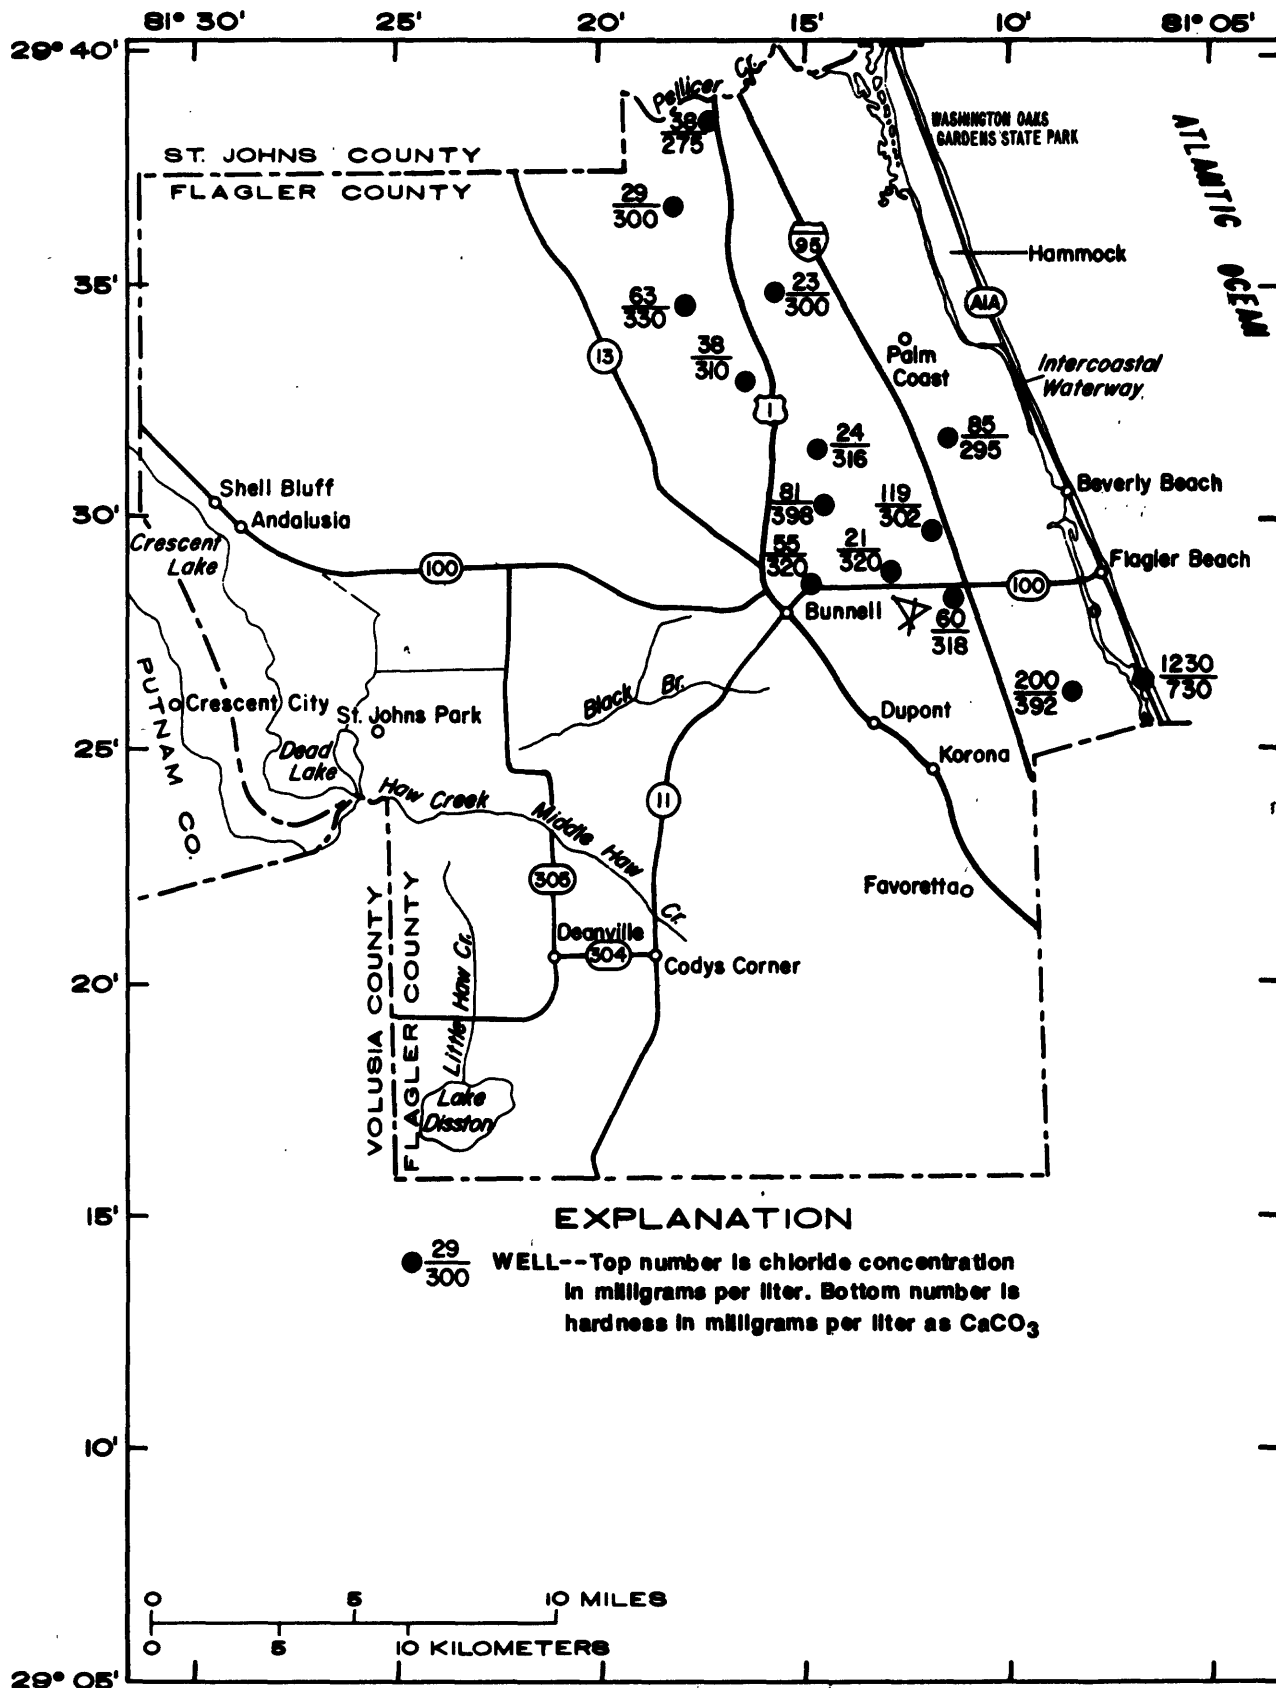 81° 30' 25' 20' 15' 10' 81° 05'
29° 40'
Pellicer Cr.
WASHINGTON OAKS
GARDENS STATE PARK
ATLANTIC OCEAN
38
275
ST. JOHNS COUNTY
FLAGLER COUNTY
29
300
95
Hammock
35'
63
330
23
300
A1A
13
38
310
Palm
Coast
Intercoastal
Waterway
1
24
316
85
295
Shell Bluff
Beverly Beach
81
398
119
302
30'
Andalusia
Crescent
Lake
55
320
21
320
Flagler Beach
100
100
Bunnell
60
318
PUTNAM CO.
1230
730
200
392
Black Br.
Crescent City
St. Johns Park
Dupont
25'
Dead
Lake
Korona
Haw Creek
11
Middle Haw Cr.
305
Favoretta
VOLUSIA COUNTY
FLAGLER COUNTY
Deanville
304
Codys Corner
20'
Little Haw Cr.
Lake
Disston
15'
EXPLANATION
29
300
WELL--Top number is chloride concentration
in milligrams per liter. Bottom number is
hardness in milligrams per liter as CaCO3
10'
0 5 10 MILES
0 5 10 KILOMETERS
29° 05'